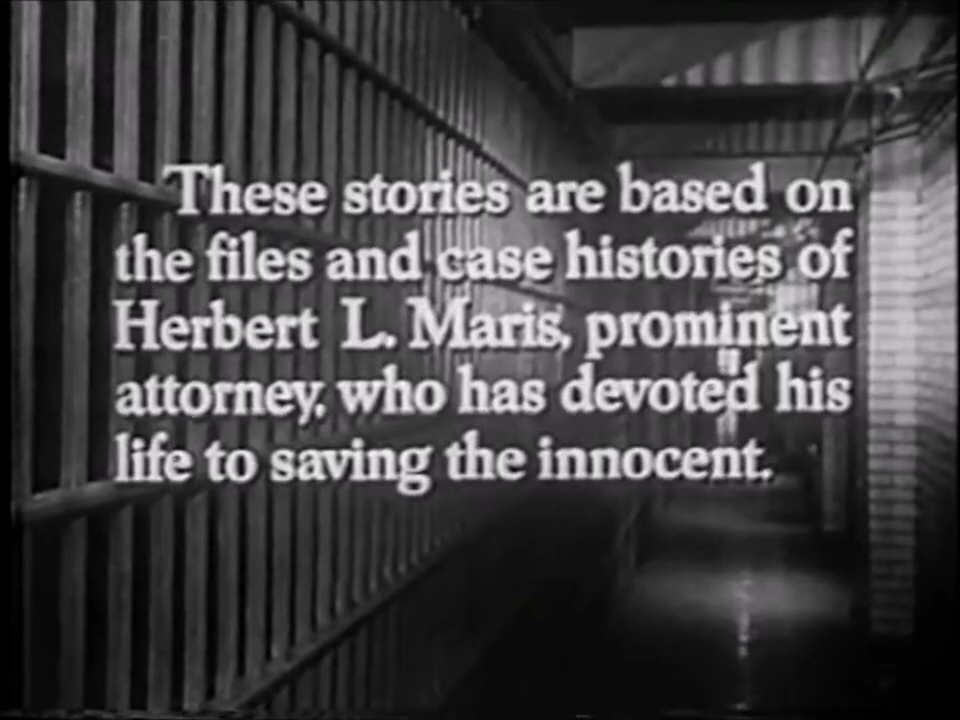 These stories are based on
the files and case histories of
Herbert L. Maris, prominent
attorney, who has devoted his
life to saving the innocent.